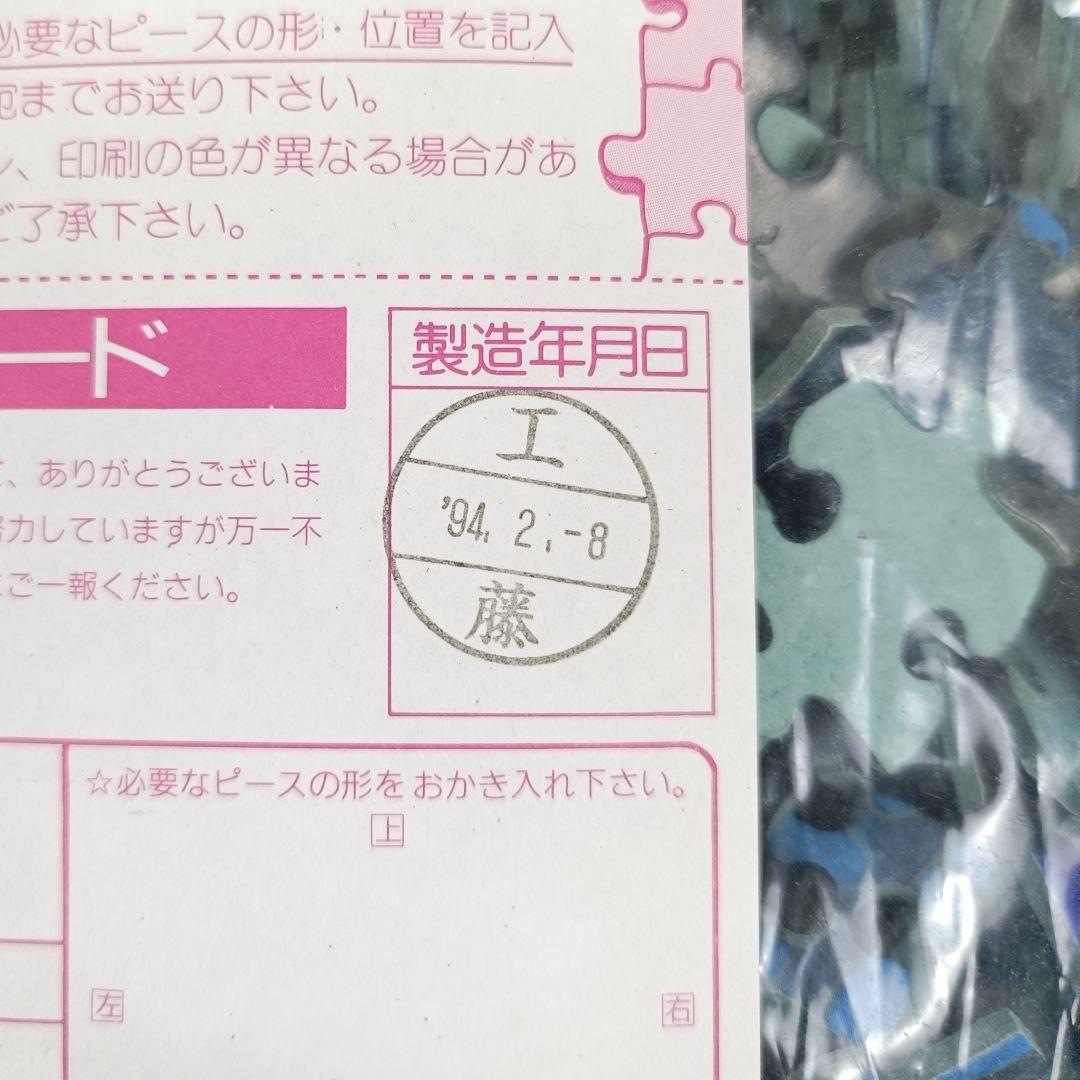 必要なピースの形・位置を記入
宛までお送り下さい。
、印刷の色が異なる場合があ
ご了承下さい。
ード
製造年月日
工
'94. 2. -8
藤
、ありがとうございま
努力していますが万一不
ご一報ください。
☆必要なピースの形を おかき入れ下さい。
上
左
右